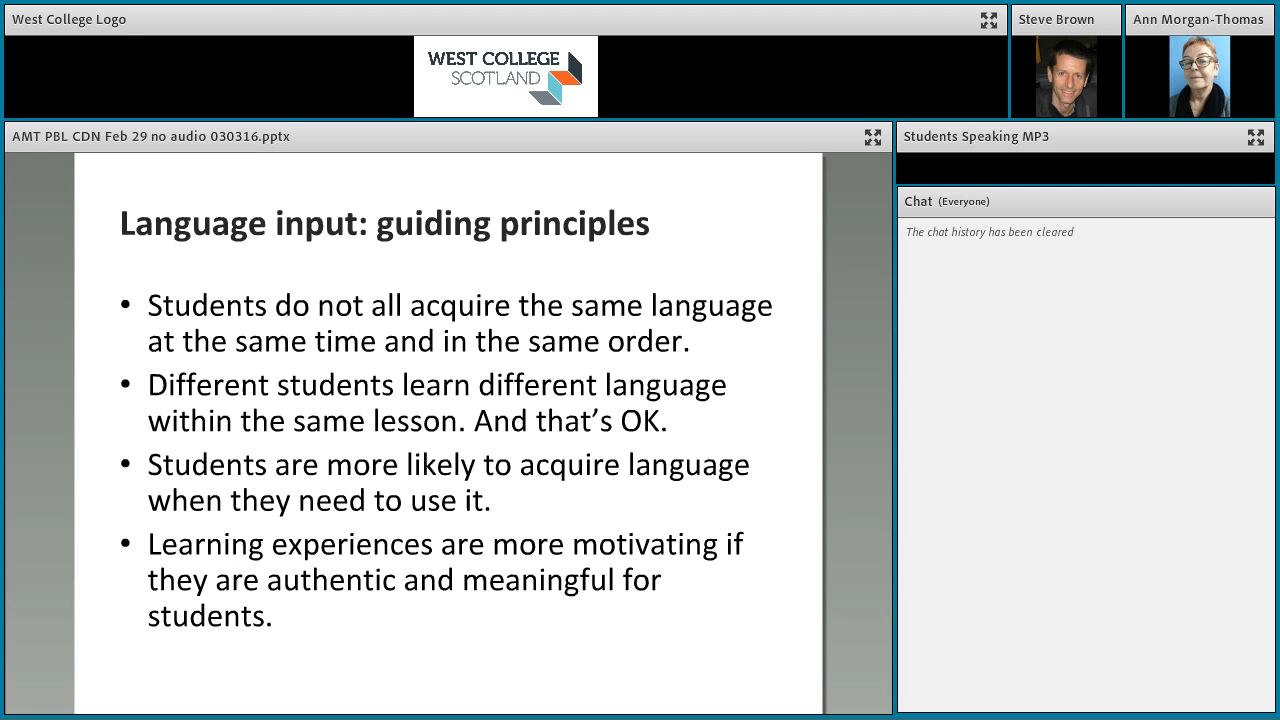 West College Logo
Steve Brown
Ann Morgan-Thomas
WEST COLLEGE
SCOTLAND
AMT PBL CDN Feb 29 no audio 030316.pptx
Students Speaking MP3
Chat (Everyone)
The chat history has been cleared
Language input: guiding principles
• Students do not all acquire the same language
at the same time and in the same order.
• Different students learn different language
within the same lesson. And that’s OK.
• Students are more likely to acquire language
when they need to use it.
• Learning experiences are more motivating if
they are authentic and meaningful for
students.